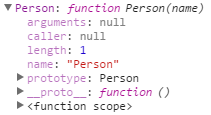 ▼ Person: function Person(name)
arguments: null
caller: null
length: 1
name: "Person"
▶ prototype: Person
▶ __proto__: function ()
▶ <function scope>